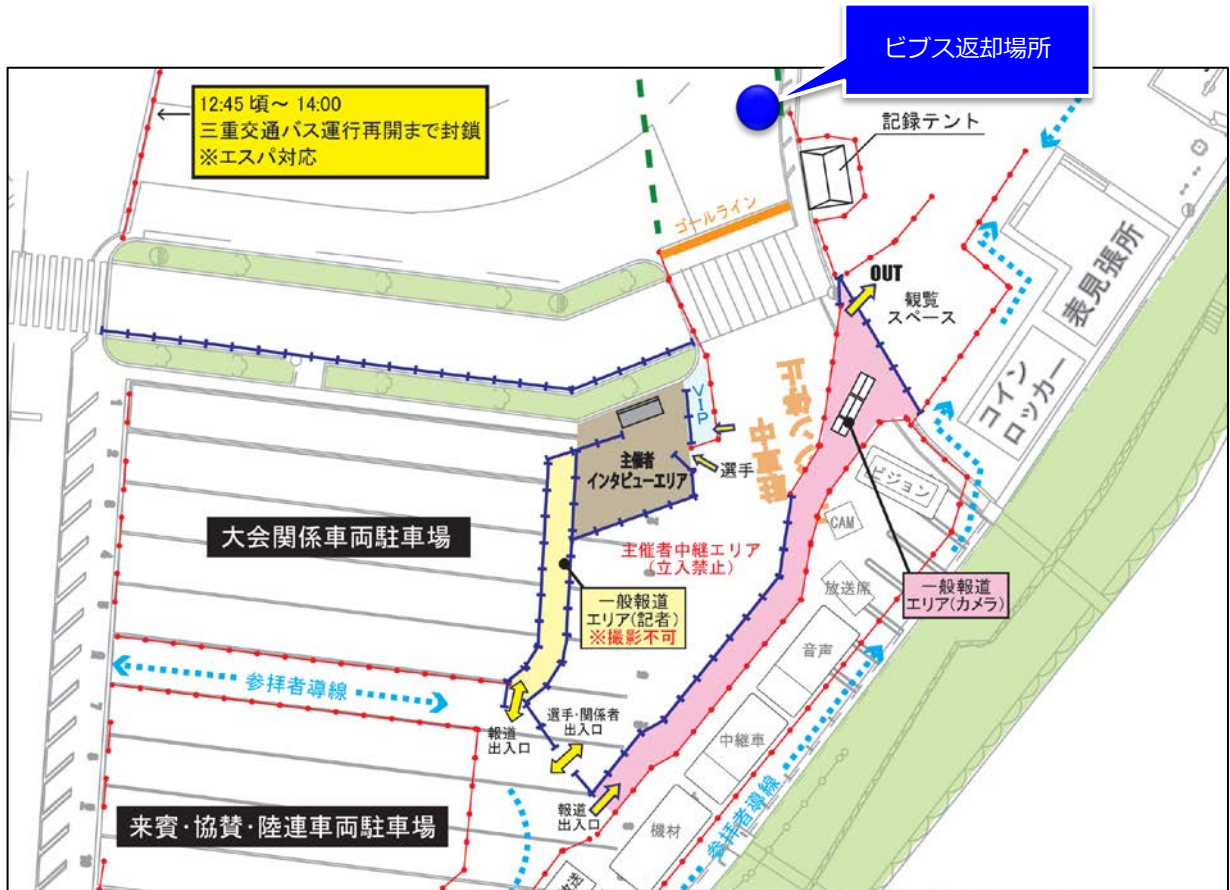 ビブス返却場所
12:45 頃～ 14:00
三重交通バス運行再開まで封鎖
※エスパ対応
記録テント
ゴールライン
OUT
観覧
スペース
表見張所
コイン
ロッカー
VIP
選手
主催者
インタビューエリア
大会関係車両駐車場
主催者中継エリア
（立入禁止）
ビジョン
CAM
放送席
一般報道
エリア(カメラ)
一般報道
エリア(記者)
※撮影不可
音声
参拝者導線
報道
出入口
選手・関係者
出入口
中継車
報道
出入口
来賓・協賛・陸連車両駐車場
機材
参拝者導線
1
2
4
5
6
7
8
9
10